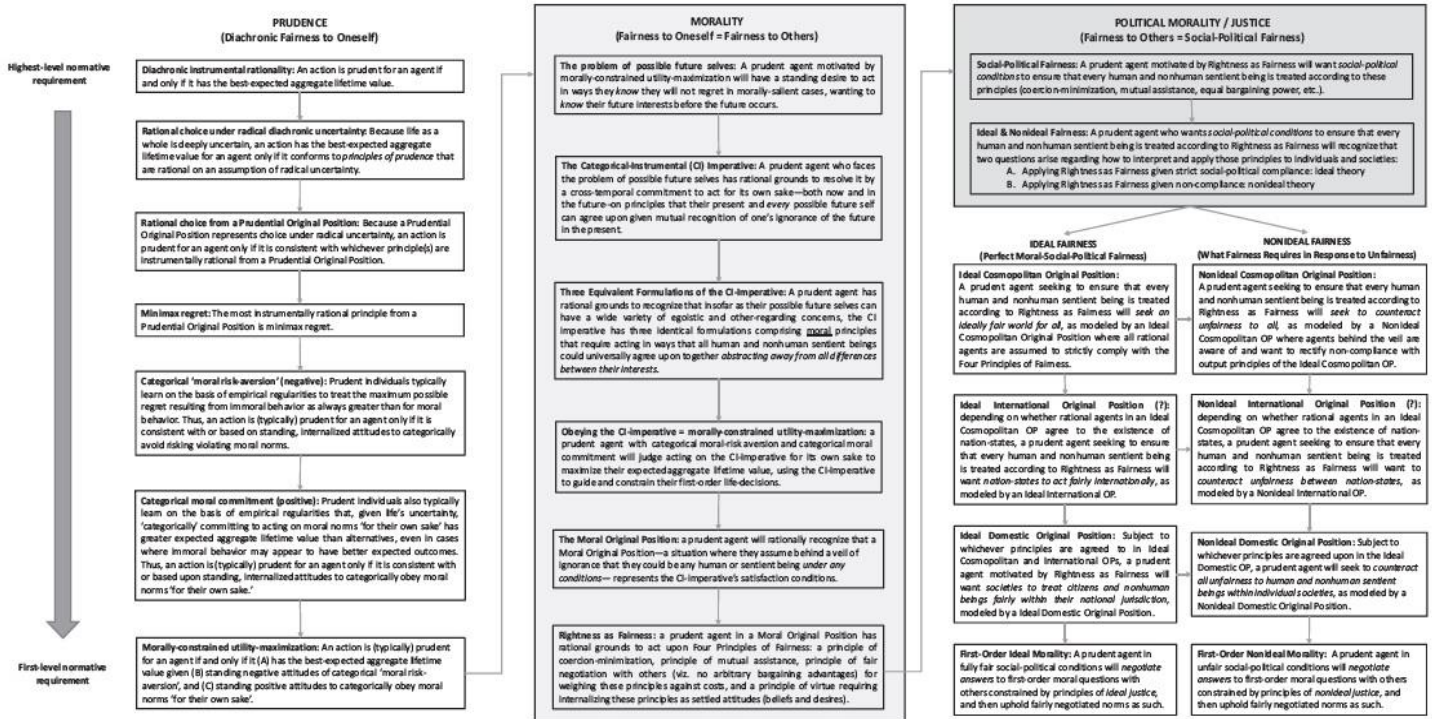 PRUDENCE
(Diachronic Fairness to Oneself)
Highest-level normative
requirement
First-level normative
requirement
Diachronic instrumental rationality: An action is prudent for an agent if
and only if it has the best-expected aggregate lifetime value.
Rational choice under radical diachronic uncertainty: Because life as a
whole is deeply uncertain, an action has the best-expected aggregate
lifetime value for an agent only if it conforms to principles of prudence that
are rational on an assumption of radical uncertainty.
Rational choice from a Prudential Original Position: Because a Prudential
Original Position represents choice under radical uncertainty, an action is
prudent for an agent only if it is consistent with whichever principle(s) are
instrumentally rational from a Prudential Original Position.
Minimax regret: The most instrumentally rational principle from a
Prudential Original Position is minimax regret.
Categorical 'moral risk-aversion' (negative): Prudent individuals typically
learn on the basis of empirical regularities to treat the maximum possible
regret resulting from immoral behavior as always greater than for moral
behavior. Thus, an action is (typically) prudent for an agent only if it is
consistent with or based on standing, internalized attitudes to categorically
avoid risking violating moral norms.
Categorical moral commitment (positive): Prudent individuals also typically
learn on the basis of empirical regularities that, given life's uncertainty,
'categorically' committing to acting on moral norms 'for their own sake' has
greater expected aggregate lifetime value than alternatives, even in cases
where immoral behavior may appear to have better expected outcomes.
Thus, an action is (typically) prudent for an agent only if it is consistent with
or based upon standing, internalized attitudes to categorically obey moral
norms 'for their own sake.'
Morally-constrained utility-maximization: An action is (typically) prudent
for an agent if and only if it (A) has the best-expected aggregate lifetime
value given (B) standing negative attitudes of categorical 'moral risk-
aversion', and (C) standing positive attitudes to categorically obey moral
norms 'for their own sake'.
MORALITY
(Fairness to Oneself = Fairness to Others)
The problem of possible future selves: A prudent agent motivated by
morally-constrained utility-maximization will have a standing desire to act
in ways they know they will not regret in morally-salient cases, wanting to
know their future interests before the future occurs.
The Categorical-Instrumental (CI) Imperative: A prudent agent who faces
the problem of possible future selves has rational grounds to resolve it by
a cross-temporal commitment to act for its own sake—both now and in
the future–on principles that their present and every possible future self
can agree upon given mutual recognition of one's ignorance of the future
in the present.
Three Equivalent Formulations of the CI-Imperative: A prudent agent has
rational grounds to recognize that insofar as their possible future selves can
have a wide variety of egoistic and other-regarding concerns, the CI
imperative has three identical formulations comprising moral principles
that require acting in ways that all human and nonhuman sentient beings
could universally agree upon together abstracting away from all differences
between their interests.
Obeying the CI-imperative = morally-constrained utility-maximization: a
prudent agent with categorical moral-risk aversion and categorical moral
commitment will judge acting on the CI-Imperative for its own sake to
maximize their expected aggregate lifetime value, using the CI-imperative
to guide and constrain their first-order life-decisions.
The Moral Original Position: a prudent agent will rationally recognize that a
Moral Original Position—a situation where they assume behind a veil of
ignorance that they could be any human or sentient being under any
conditions— represents the CI-Imperative's satisfaction conditions.
Rightness as Fairness: a prudent agent in a Moral Original Position has
rational grounds to act upon Four Principles of Fairness: a principle of
coercion-minimization, principle of mutual assistance, principle of fair
negotiation with others (viz. no arbitrary bargaining advantages) for
weighing these principles against costs, and a principle of virtue requiring
internalizing these principles as settled attitudes (beliefs and desires).
POLITICAL MORALITY / JUSTICE
(Fairness to Others = Social-Political Fairness)
Social-Political Fairness: A prudent agent motivated by Rightness as Fairness will want social-political
conditions to ensure that every human and nonhuman sentient being is treated according to these
principles (coercion-minimization, mutual assistance, equal bargaining power, etc.).
Ideal & Nonideal Fairness: A prudent agent who wants social-political conditions to ensure that every
human and nonhuman sentient being is treated according to Rightness as Fairness will recognize that
two questions arise regarding how to interpret and apply those principles to individuals and societies:
A. Applying Rightness as Fairness given strict social-political compliance: ideal theory
B. Applying Rightness as Fairness given non-compliance: nonideal theory
IDEAL FAIRNESS
(Perfect Moral-Social-Political Fairness)
Ideal Cosmopolitan Original Position:
A prudent agent seeking to ensure that every
human and nonhuman sentient being is treated
according to Rightness as Fairness will seek an
ideally fair world for all, as modeled by an Ideal
Cosmopolitan Original Position where all rational
agents are assumed to strictly comply with the
Four Principles of Fairness.
Ideal International Original Position (?):
depending on whether rational agents in an Ideal
Cosmopolitan OP agree to the existence of
nation-states, a prudent agent seeking to ensure
that every human and nonhuman sentient being
is treated according to Rightness as Fairness will
want nation-states to act fairly internationally, as
modeled by an Ideal International OP.
Ideal Domestic Original Position: Subject to
whichever principles are agreed to in Ideal
Cosmopolitan and International OPs, a prudent
agent motivated by Rightness as Fairness will
want societies to treat citizens and nonhuman
beings fairly within their national jurisdiction,
modeled by a Ideal Domestic Original Position.
First-Order Ideal Morality: A prudent agent in
fully fair social-political conditions will negotiate
answers to first-order moral questions with
others constrained by principles of ideal justice,
and then uphold fairly negotiated norms as such.
NONIDEAL FAIRNESS
(What Fairness Requires in Response to Unfairness)
Nonideal Cosmopolitan Original Position:
A prudent agent seeking to ensure that every human
and nonhuman sentient being is treated according to
Rightness as Fairness will seek to counteract
unfairness to all, as modeled by a Nonideal
Cosmopolitan OP where agents behind the veil are
aware of and want to rectify non-compliance with
output principles of the Ideal Cosmopolitan OP.
Nonideal International Original Position (?):
depending on whether rational agents in an Ideal
Cosmopolitan OP agree to the existence of nation-
states, a prudent agent seeking to ensure that every
human and nonhuman sentient being is treated
according to Rightness as Fairness will want to
counteract unfairness between nation-states, as
modeled by a Nonideal International OP.
Nonideal Domestic Original Position: Subject to
whichever principles are agreed upon in the Ideal
Domestic OP, a prudent agent will seek to counteract
all unfairness to human and nonhuman sentient
beings within individual societies, as modeled by a
Nonideal Domestic Original Position.
First-Order Nonideal Morality: A prudent agent in
unfair social-political conditions will negotiate
answers to first-order moral questions with others
constrained by principles of nonideal justice, and
then uphold fairly negotiated norms as such.